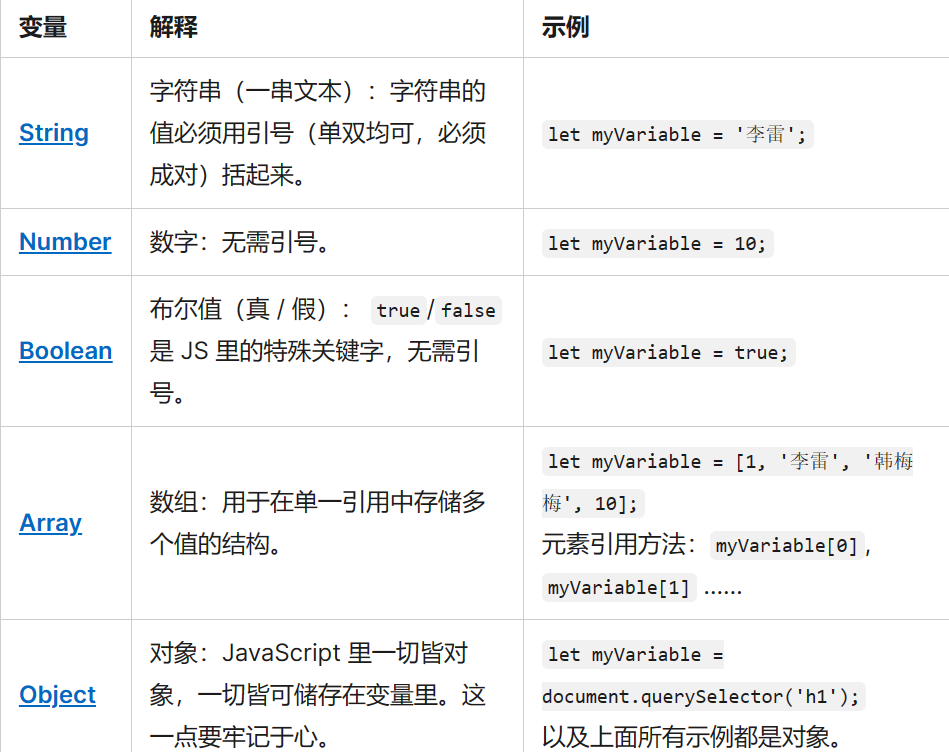 变量 解释 示例
字符串（一串文本）：字符串的
String 值必须用引号（单双均可，必须 let myVariable = '李雷';
成对）括起来。
Number 数字：无需引号。 let myVariable = 10;
布尔值（真 / 假）： true/false
Boolean 是 JS 里的特殊关键字，无需引 let myVariable = true;
号。
let myVariable = [1, '李雷', '韩梅
数组：用于在单一引用中存储多 梅', 10];
Array 个值的结构。 元素引用方法：myVariable[0],
myVariable[1] ……
对象：JavaScript 里一切皆对 let myVariable =
Object 象，一切皆可储存在变量里。这 document.querySelector('h1');
一点要牢记于心。 以及上面所有示例都是对象。